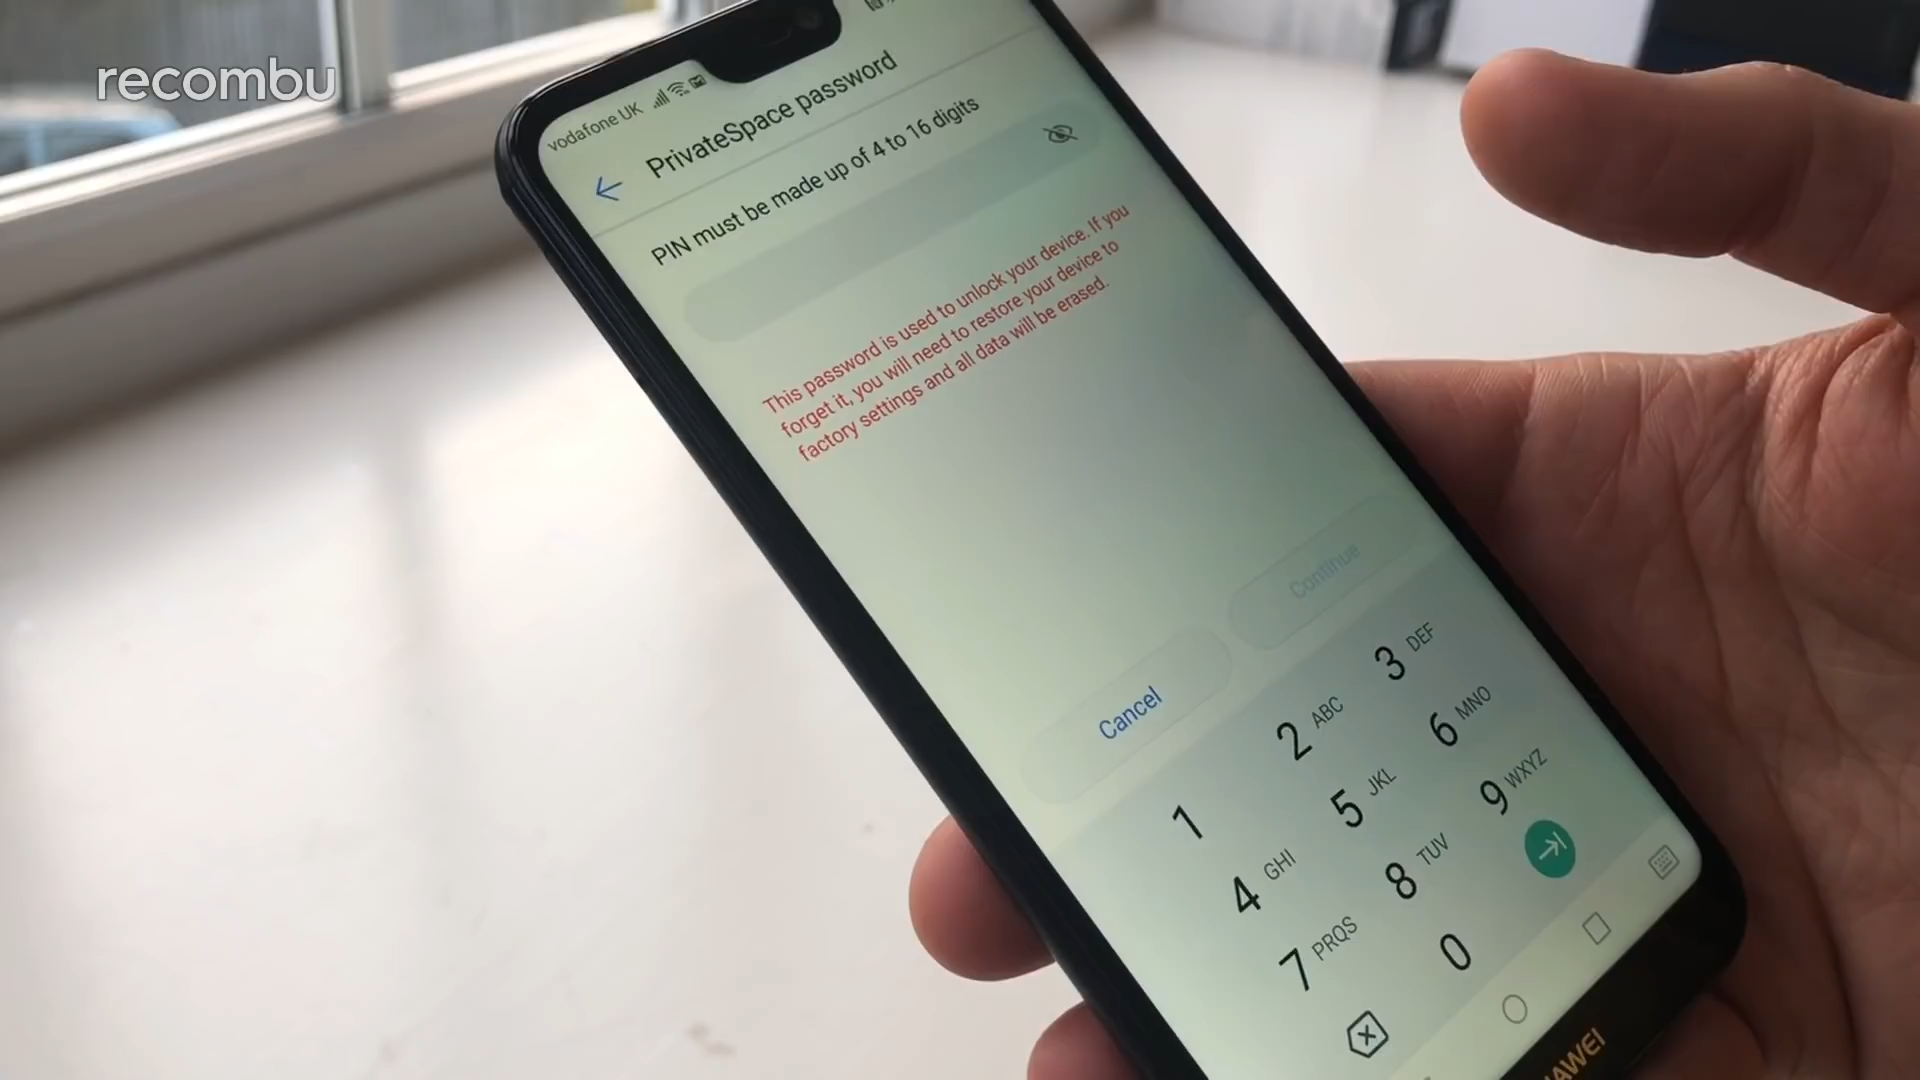 recombu
vodafone UK
PrivateSpace password
PIN must be made up of 4 to 16 digits
This password is used to unlock your device. If you
forget it, you will need to restore your device to
factory settings and all data will be erased.
Cancel
Continue
1
2 ABC
3 DEF
4 GHI
5 JKL
6 MNO
7 PRQS
8 TUV
9 WXYZ
0